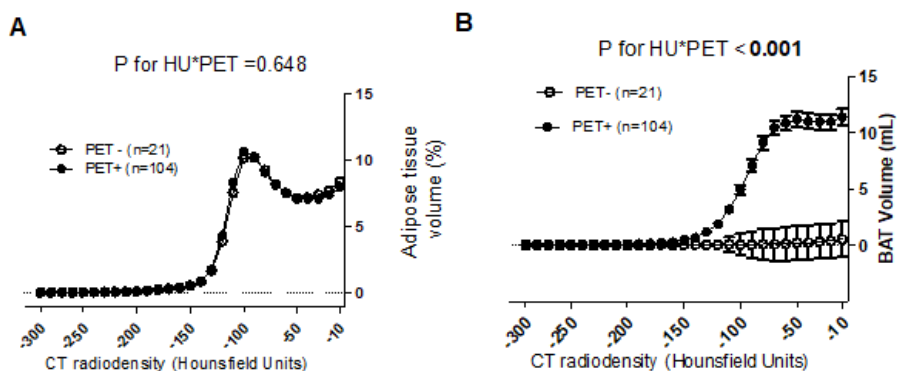 A
P for HU*PET =0.648
15
PET - (n=21)
PET+ (n=104)
10
5
0
Adipose tissue
volume (%)
-300
-250
-200
-150
-100
-50
-10
CT radiodensity (Hounsfield Units)
B
P for HU*PET < 0.001
15
PET- (n=21)
PET+ (n=104)
10
5
0
BAT Volume (mL)
-300
-250
-200
-150
-100
-50
-10
CT radiodensity (Hounsfield Units)